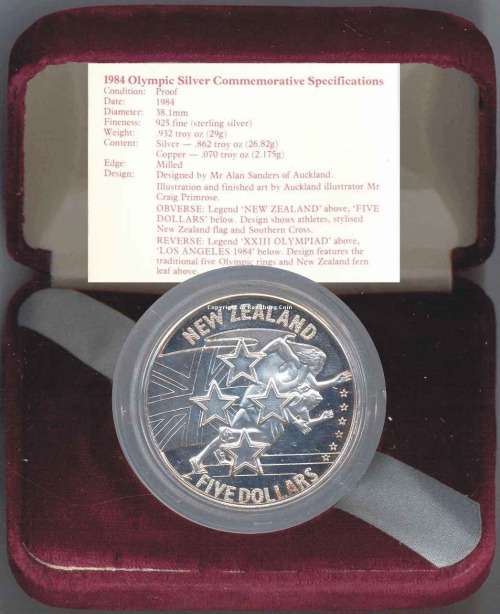 1984 Olympic Silver Commemorative Specifications
Condition: Proof
Date: 1984
Diameter: 38.1mm
Fineness: 925 fine (sterling silver)
Weight: .932 troy oz (29g)
Content: Silver — .862 troy oz (26.82g)
Copper — .070 troy oz (2.175g)
Edge: Milled
Design: Designed by Mr Alan Sanders of Auckland.
Illustration and finished art by Auckland illustrator Mr
Craig Primrose.
OBVERSE: Legend ‘NEW ZEALAND’ above, ‘FIVE
DOLLARS’ below. Design shows athletes, stylised
New Zealand flag and Southern Cross.
REVERSE: Legend ‘XXIII OLYMPIAD’ above,
‘LOS ANGELES 1984’ below. Design features the
traditional five Olympic rings and New Zealand fern
leaf above.
Copyright of Coin
NEW ZEALAND
FIVE DOLLARS